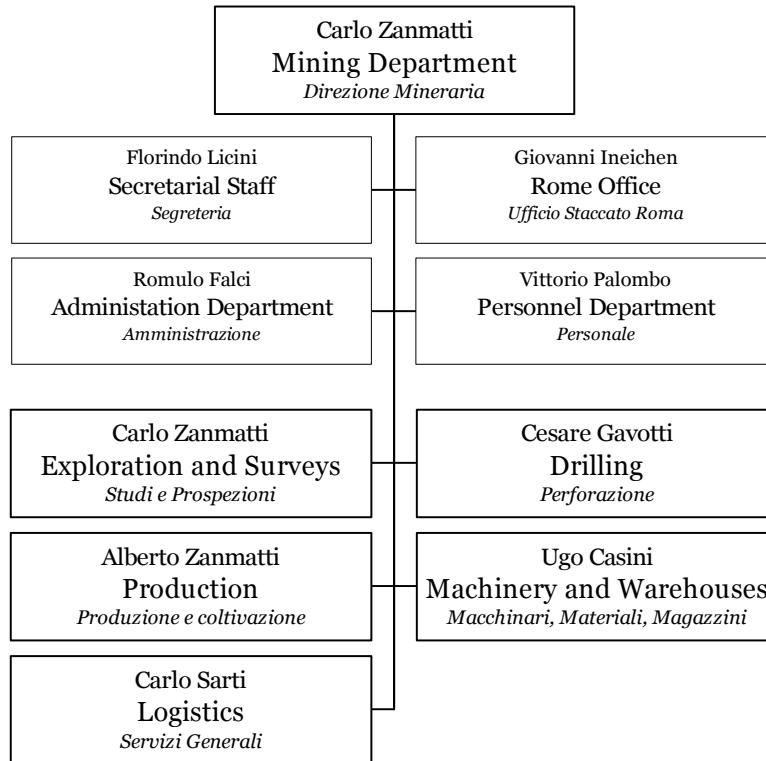 Carlo Zanmatti
Mining Department
Direzione Mineraria
Florindo Licini
Secretarial Staff
Segreteria
Giovanni Ineichen
Rome Office
Ufficio Staccato Roma
Romulo Falci
Administation Department
Amministrazione
Vittorio Palombo
Personnel Department
Personale
Carlo Zanmatti
Exploration and Surveys
Studi e Prospezioni
Cesare Gavotti
Drilling
Perforazione
Alberto Zanmatti
Production
Produzione e coltivazione
Ugo Casini
Machinery and Warehouses
Macchinari, Materiali, Magazzini
Carlo Sarti
Logistics
Servizi Generali